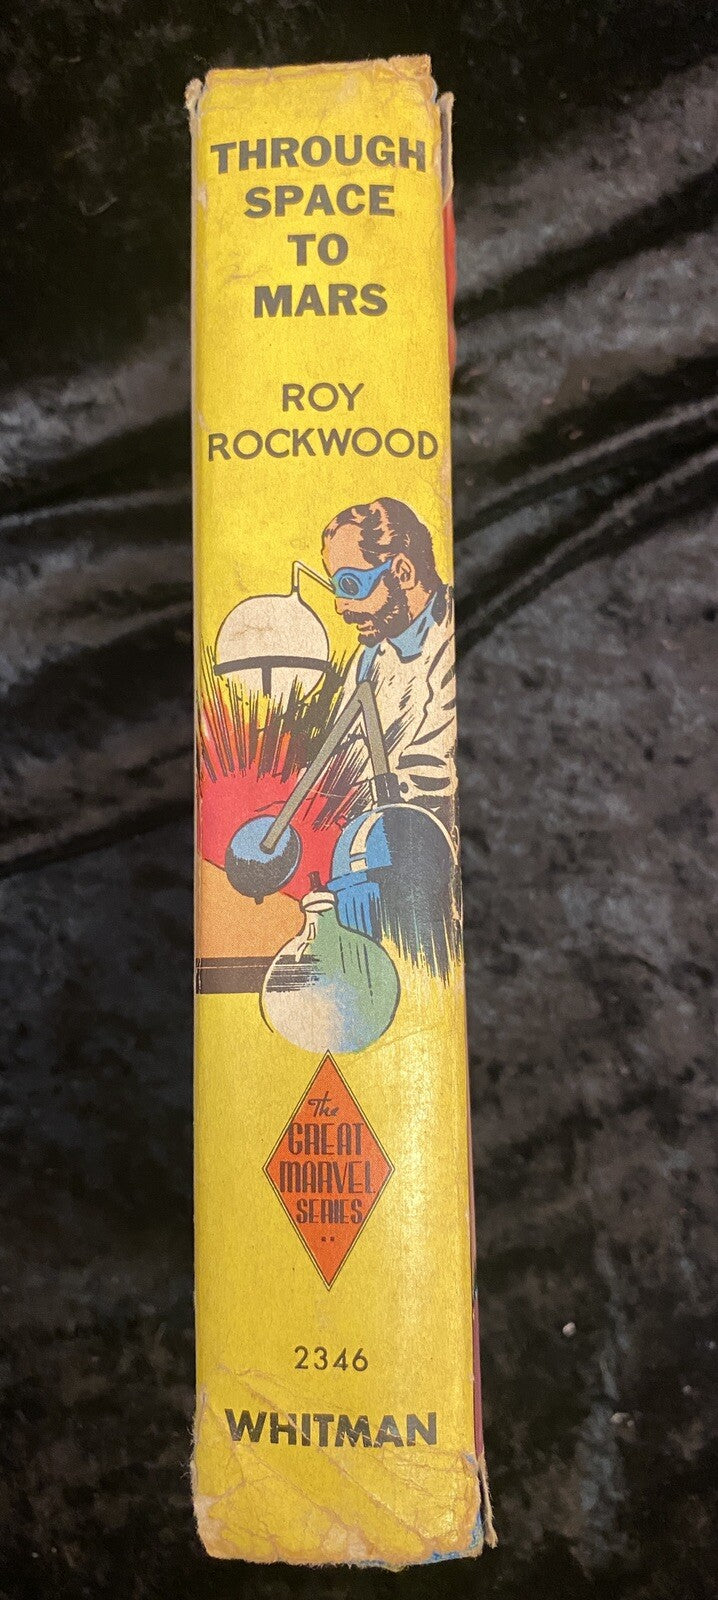 THROUGH
SPACE
TO
MARS
ROY
ROCKWOOD
The
GREAT
MARVEL
SERIES
2346
WHITMAN